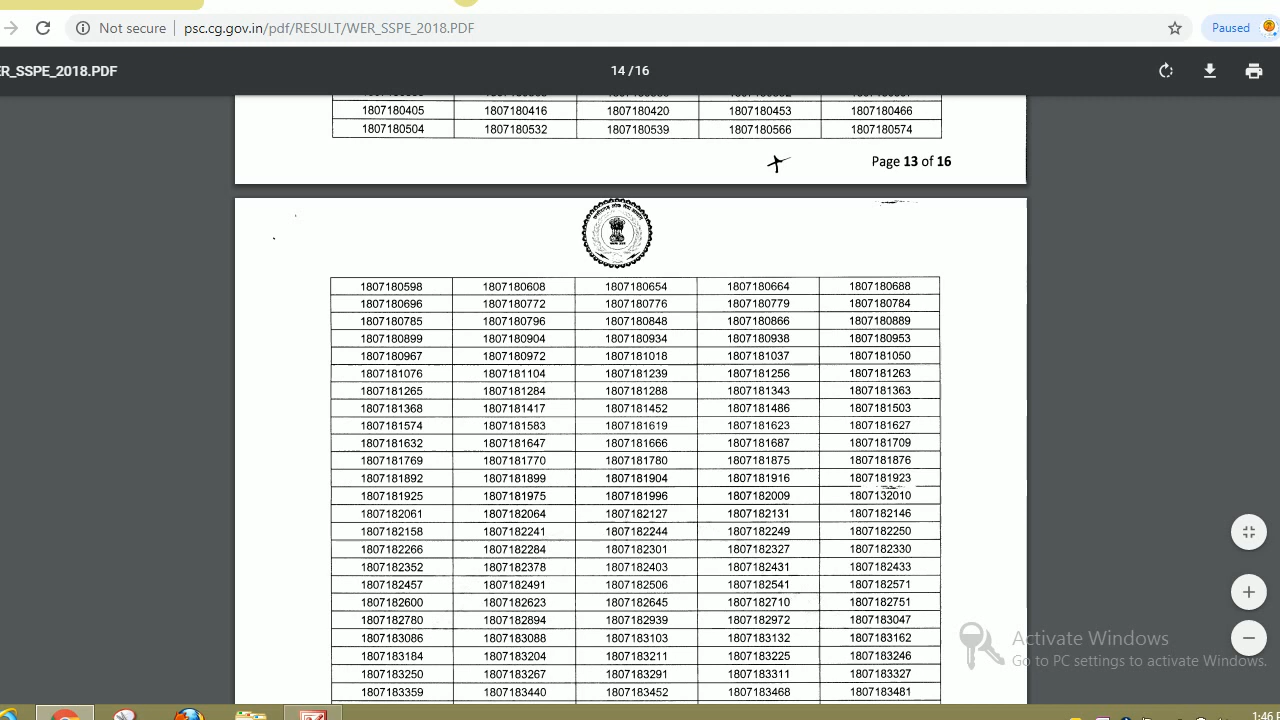 Not secure | psc.cg.gov.in/pdf/RESULT/WER_SSPE_2018.PDF Paused
ER_SSPE_2018.PDF 14 / 16
1807180405 1807180416 1807180420 1807180453 1807180466
1807180504 1807180532 1807180539 1807180566 1807180574
Page 13 of 16
1807180598 1807180608 1807180654 1807180664 1807180688
1807180696 1807180772 1807180776 1807180779 1807180784
1807180785 1807180796 1807180848 1807180866 1807180889
1807180899 1807180904 1807180934 1807180938 1807180953
1807180967 1807180972 1807181018 1807181037 1807181050
1807181076 1807181104 1807181239 1807181256 1807181263
1807181265 1807181284 1807181288 1807181343 1807181363
1807181368 1807181417 1807181452 1807181486 1807181503
1807181574 1807181583 1807181619 1807181623 1807181627
1807181632 1807181647 1807181666 1807181687 1807181709
1807181769 1807181770 1807181780 1807181875 1807181876
1807181892 1807181899 1807181904 1807181916 1807181923
1807181925 1807181975 1807181996 1807182009 1807132010
1807182061 1807182064 1807182127 1807182131 1807182146
1807182158 1807182241 1807182244 1807182249 1807182250
1807182266 1807182284 1807182301 1807182327 1807182330
1807182352 1807182378 1807182403 1807182431 1807182433
1807182457 1807182491 1807182506 1807182541 1807182571
1807182600 1807182623 1807182645 1807182710 1807182751
1807182780 1807182894 1807182939 1807182972 1807183047
1807183086 1807183088 1807183103 1807183132 1807183162
1807183184 1807183204 1807183211 1807183225 1807183246
1807183250 1807183267 1807183291 1807183311 1807183327
1807183359 1807183440 1807183452 1807183468 1807183481
Activate Windows
Go to PC settings to activate Windows.
1:46 P